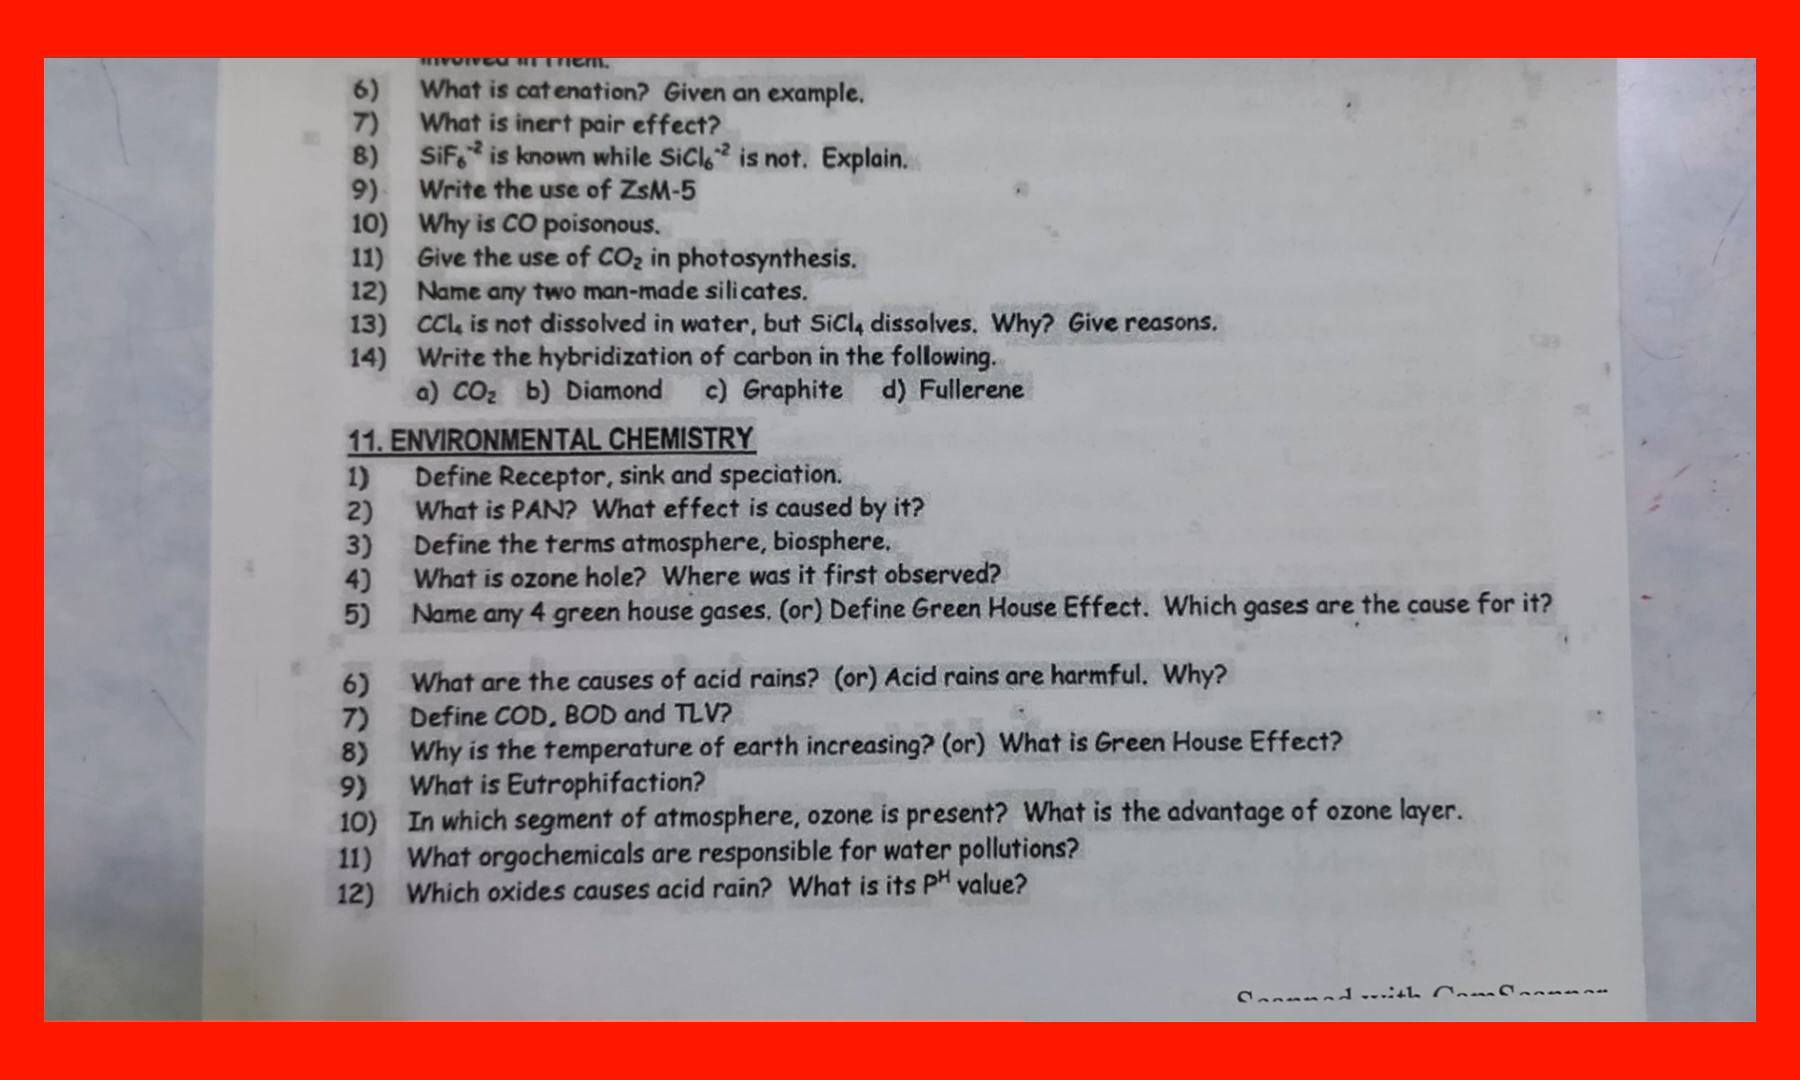 involved in Them.
6) What is catenation? Given an example.
7) What is inert pair effect?
8) SiF₆⁻² is known while SiCl₆⁻² is not. Explain.
9) Write the use of ZsM-5
10) Why is CO poisonous.
11) Give the use of CO₂ in photosynthesis.
12) Name any two man-made silicates.
13) CCl₄ is not dissolved in water, but SiCl₄ dissolves. Why? Give reasons.
14) Write the hybridization of carbon in the following.
a) CO₂ b) Diamond c) Graphite d) Fullerene
11. ENVIRONMENTAL CHEMISTRY
1) Define Receptor, sink and speciation.
2) What is PAN? What effect is caused by it?
3) Define the terms atmosphere, biosphere.
4) What is ozone hole? Where was it first observed?
5) Name any 4 green house gases. (or) Define Green House Effect. Which gases are the cause for it?
6) What are the causes of acid rains? (or) Acid rains are harmful. Why?
7) Define COD, BOD and TLV?
8) Why is the temperature of earth increasing? (or) What is Green House Effect?
9) What is Eutrophifaction?
10) In which segment of atmosphere, ozone is present? What is the advantage of ozone layer.
11) What orgochemicals are responsible for water pollutions?
12) Which oxides causes acid rain? What is its Pᴴ value?
Scanned with CamScanner